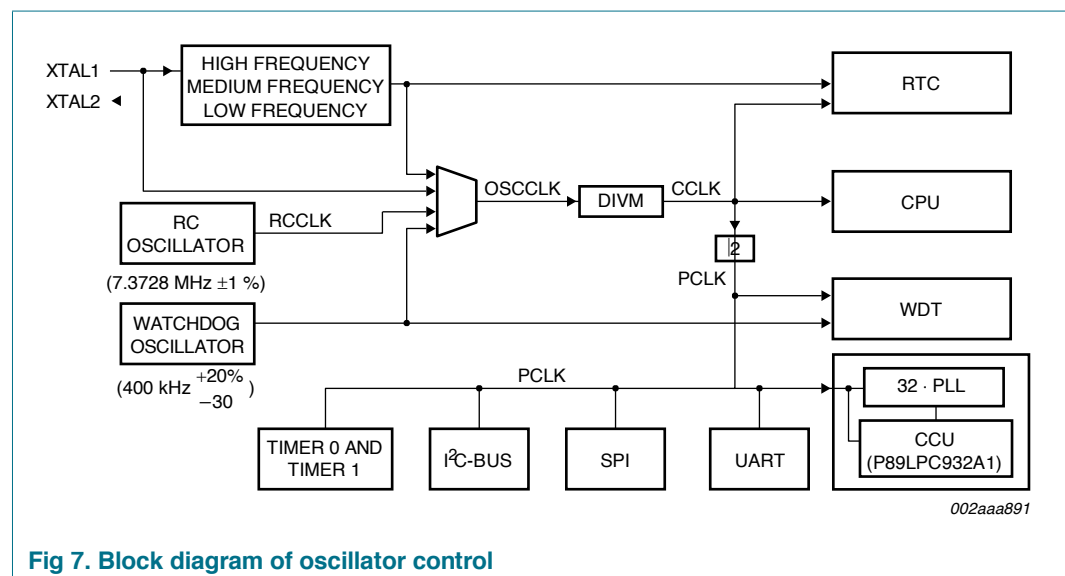 XTAL1
XTAL2
HIGH FREQUENCY
MEDIUM FREQUENCY
LOW FREQUENCY
RTC
OSCCLK
DIVM
CCLK
CPU
RC
OSCILLATOR
RCCLK
(7.3728 MHz ±1 %)
2
PCLK
WDT
WATCHDOG
OSCILLATOR
(400 kHz +20% −30 )
PCLK
32 · PLL
CCU
(P89LPC932A1)
TIMER 0 AND
TIMER 1
I²C-BUS
SPI
UART
002aaa891
Fig 7. Block diagram of oscillator control